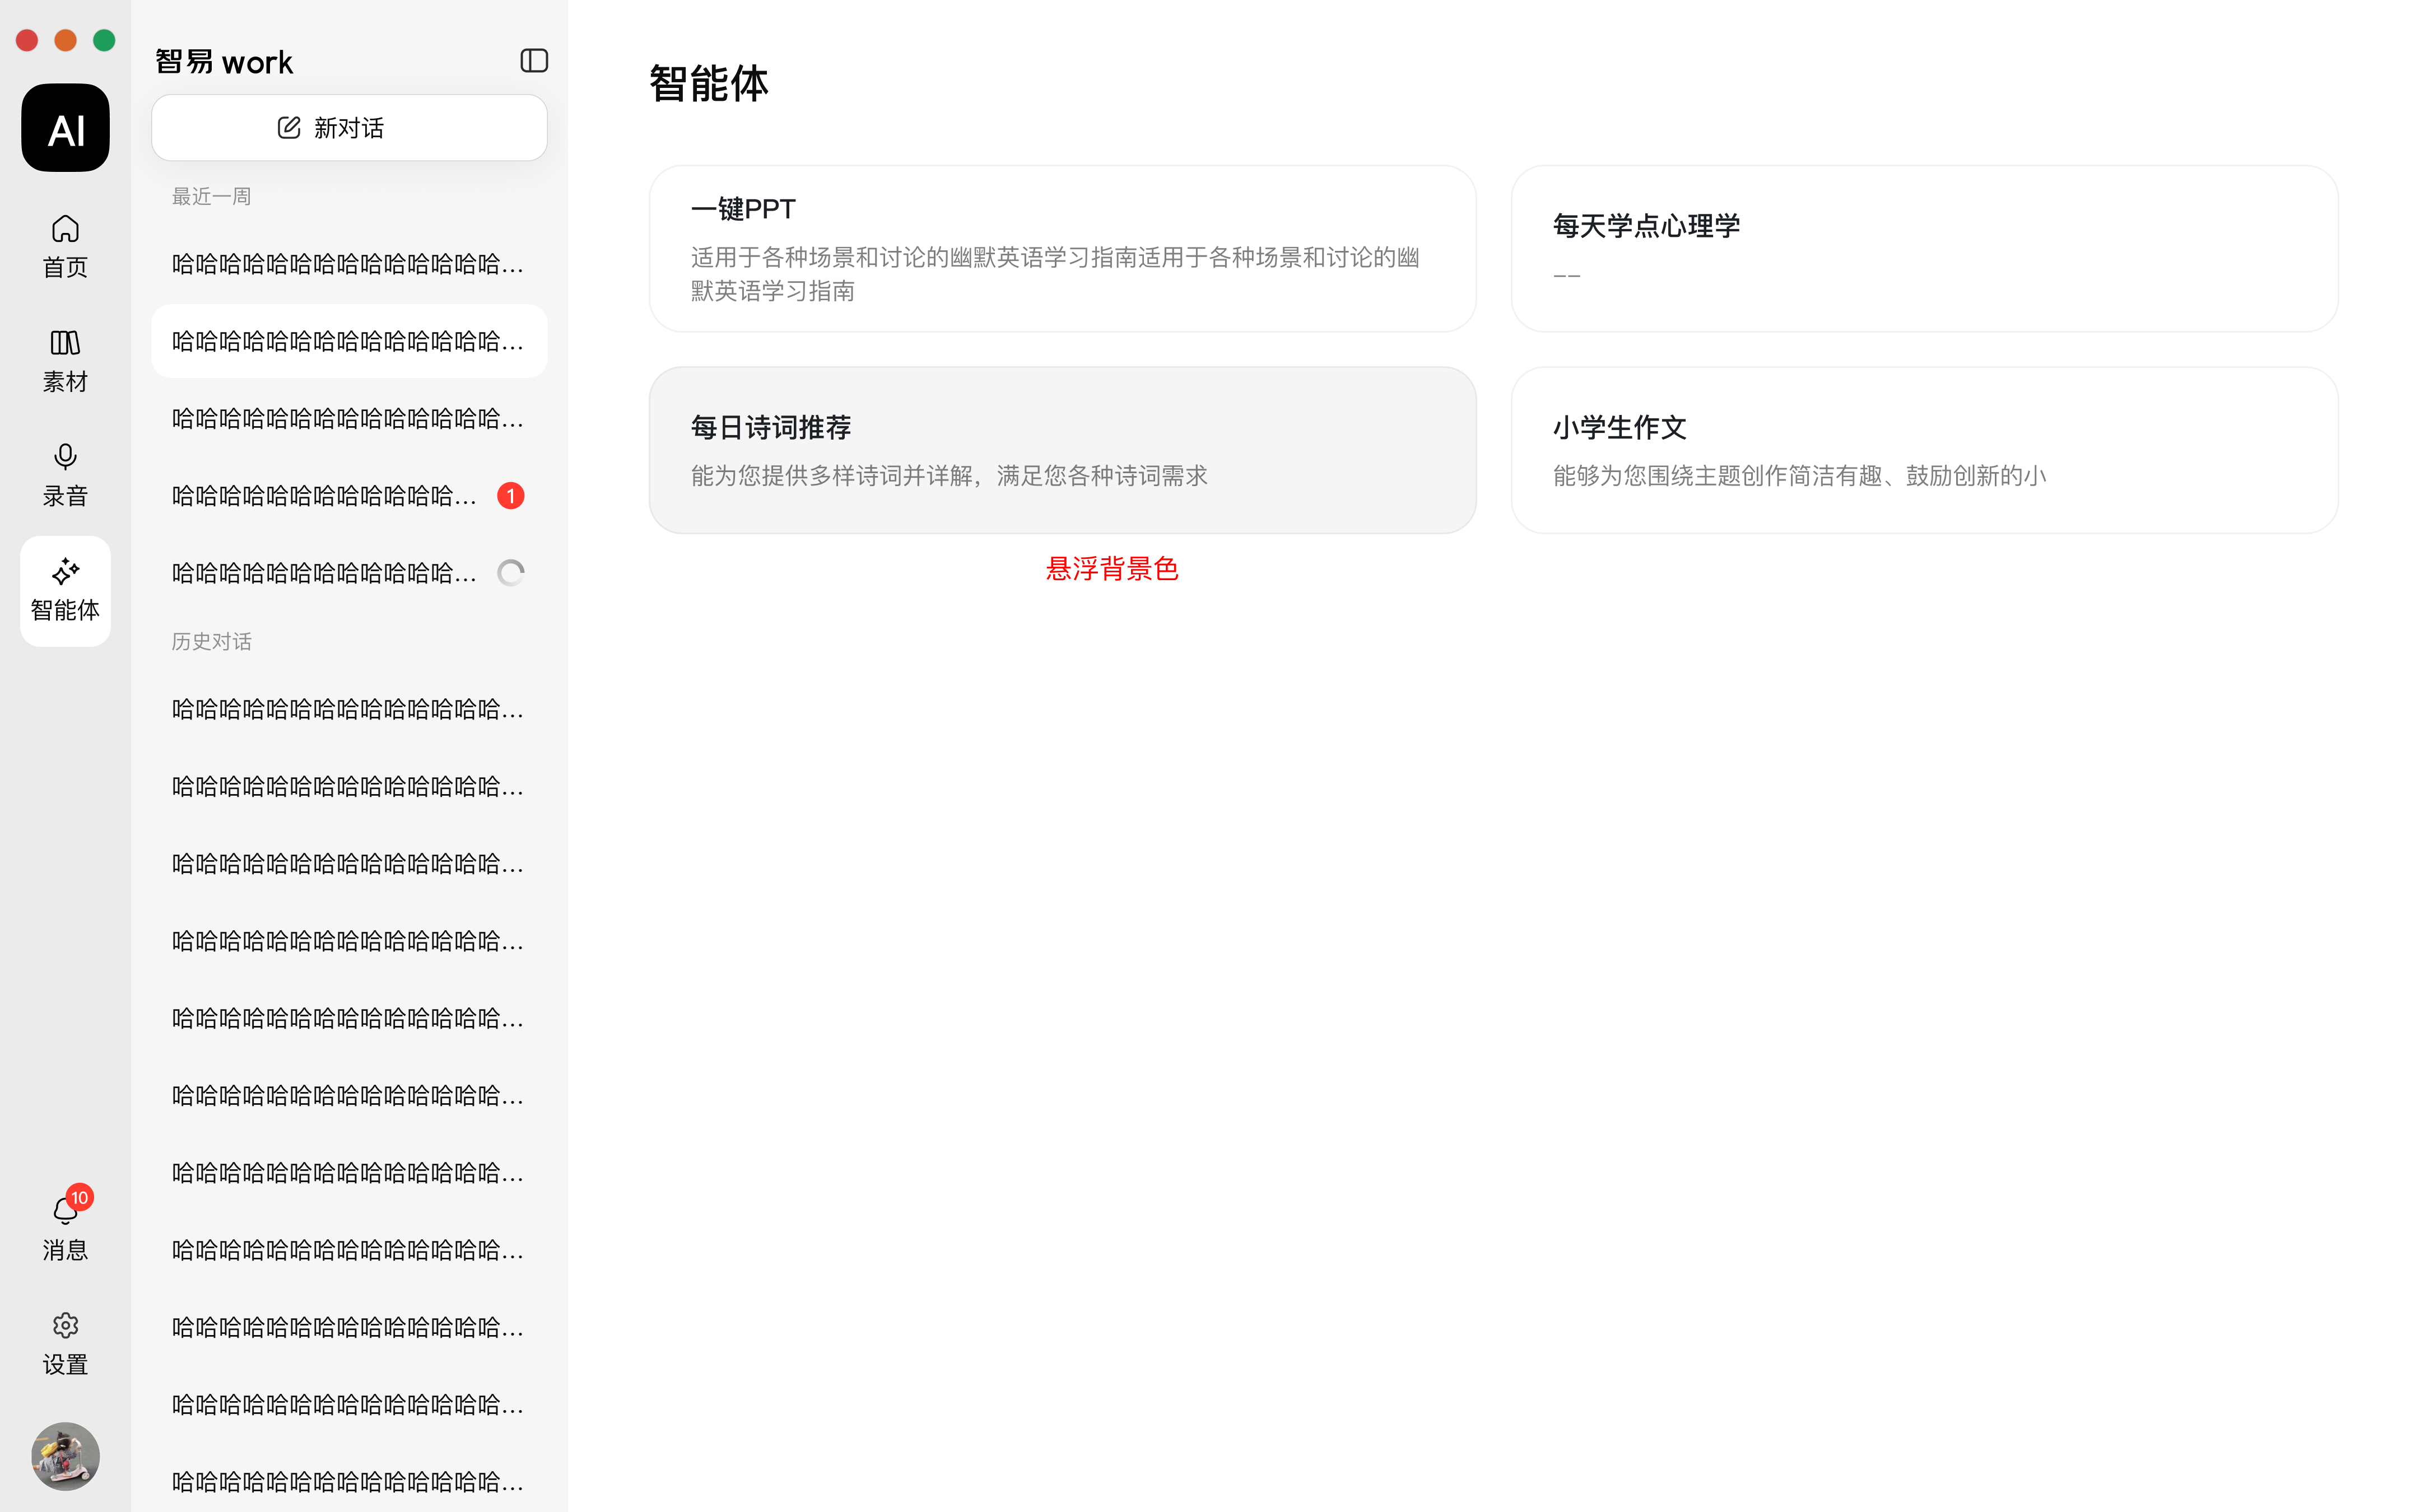 AI
首页
素材
录音
智能体
10
消息
设置
智易 work
新对话
最近一周
哈哈哈哈哈哈哈哈哈哈哈哈哈哈...
哈哈哈哈哈哈哈哈哈哈哈哈哈哈...
哈哈哈哈哈哈哈哈哈哈哈哈哈哈...
哈哈哈哈哈哈哈哈哈哈哈哈... 1
哈哈哈哈哈哈哈哈哈哈哈哈...
历史对话
哈哈哈哈哈哈哈哈哈哈哈哈哈哈...
哈哈哈哈哈哈哈哈哈哈哈哈哈哈...
哈哈哈哈哈哈哈哈哈哈哈哈哈哈...
哈哈哈哈哈哈哈哈哈哈哈哈哈哈...
哈哈哈哈哈哈哈哈哈哈哈哈哈哈...
哈哈哈哈哈哈哈哈哈哈哈哈哈哈...
哈哈哈哈哈哈哈哈哈哈哈哈哈哈...
哈哈哈哈哈哈哈哈哈哈哈哈哈哈...
哈哈哈哈哈哈哈哈哈哈哈哈哈哈...
哈哈哈哈哈哈哈哈哈哈哈哈哈哈...
哈哈哈哈哈哈哈哈哈哈哈哈哈哈...
智能体
一键PPT
适用于各种场景和讨论的幽默英语学习指南适用于各种场景和讨论的幽
默英语学习指南
每天学点心理学
——
每日诗词推荐
能为您提供多样诗词并详解，满足您各种诗词需求
小学生作文
能够为您围绕主题创作简洁有趣、鼓励创新的小
悬浮背景色